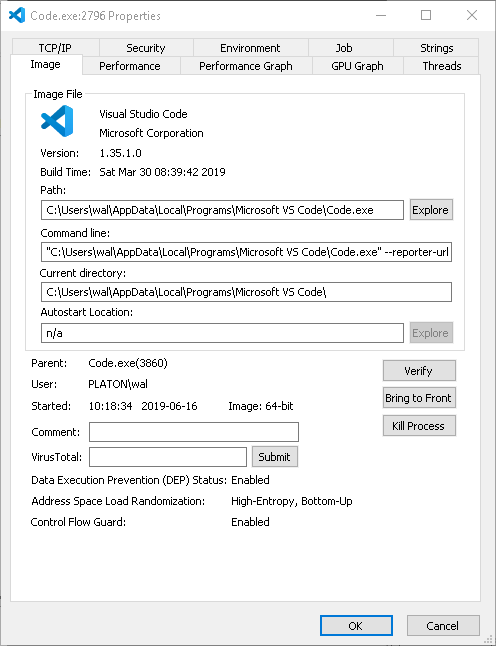 Code.exe:2796 Properties
TCP/IP Security Environment Job Strings
Image Performance Performance Graph GPU Graph Threads
Image File
Visual Studio Code
Microsoft Corporation
Version: 1.35.1.0
Build Time: Sat Mar 30 08:39:42 2019
Path:
C:\Users\wal\AppData\Local\Programs\Microsoft VS Code\Code.exe Explore
Command line:
"C:\Users\wal\AppData\Local\Programs\Microsoft VS Code\Code.exe" --reporter-url
Current directory:
C:\Users\wal\AppData\Local\Programs\Microsoft VS Code\
Autostart Location:
n/a Explore
Parent: Code.exe(3860) Verify
User: PLATON\wal
Bring to Front
Started: 10:18:34 2019-06-16 Image: 64-bit
Kill Process
Comment:
VirusTotal: Submit
Data Execution Prevention (DEP) Status: Enabled
Address Space Load Randomization: High-Entropy, Bottom-Up
Control Flow Guard: Enabled
OK Cancel